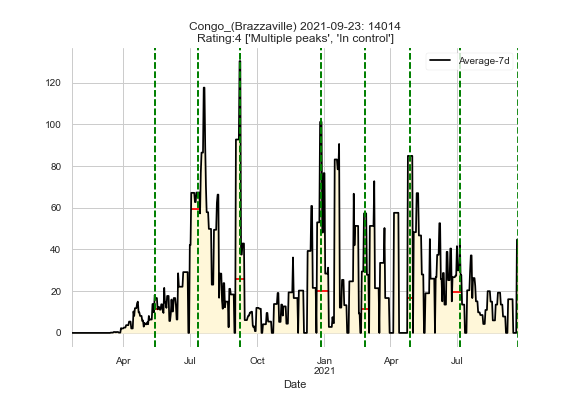 Congo_(Brazzaville) 2021-09-23: 14014
Rating:4 ['Multiple peaks', 'In control']
Average-7d
120
100
80
60
40
20
0
Apr
Jul
Oct
Jan
2021
Apr
Jul
Date